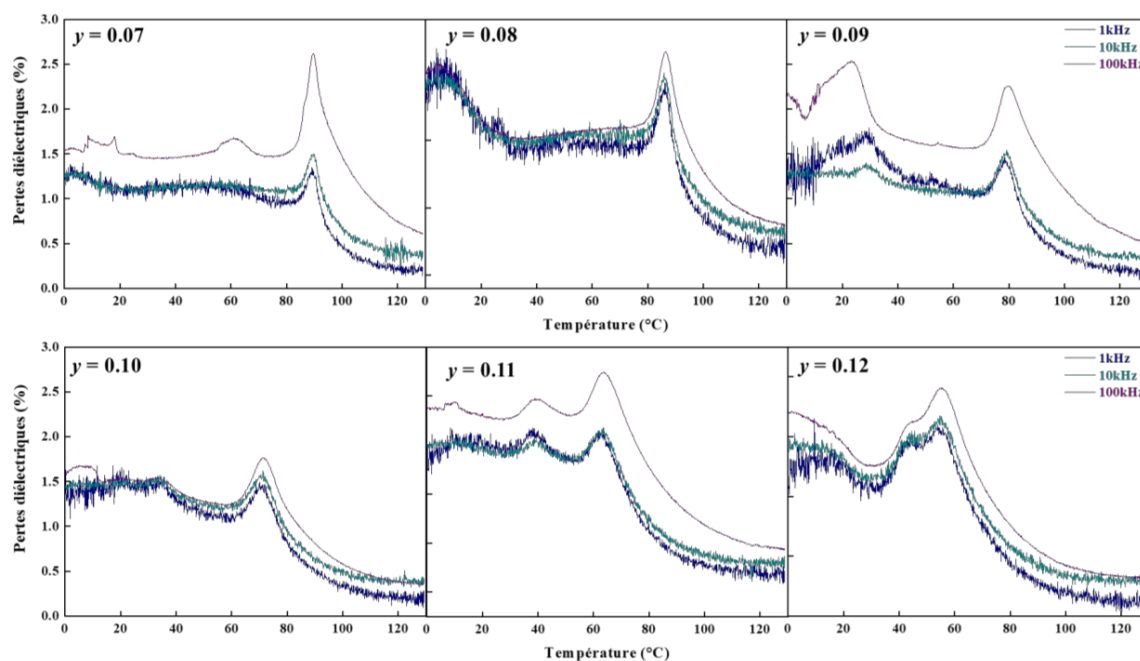 y = 0.07
y = 0.08
y = 0.09
1kHz
10kHz
100kHz
Pertes diélectriques (%)
3.0
2.5
2.0
1.5
1.0
0.5
0.0
0 20 40 60 80 100 120
0 20 40 60 80 100 120
0 20 40 60 80 100 120
Température (°C)
Température (°C)
y = 0.10
y = 0.11
y = 0.12
1kHz
10kHz
100kHz
Pertes diélectriques (%)
3.0
2.5
2.0
1.5
1.0
0.5
0.0
0 20 40 60 80 100 120
0 20 40 60 80 100 120
0 20 40 60 80 100 120
Température (°C)
Température (°C)